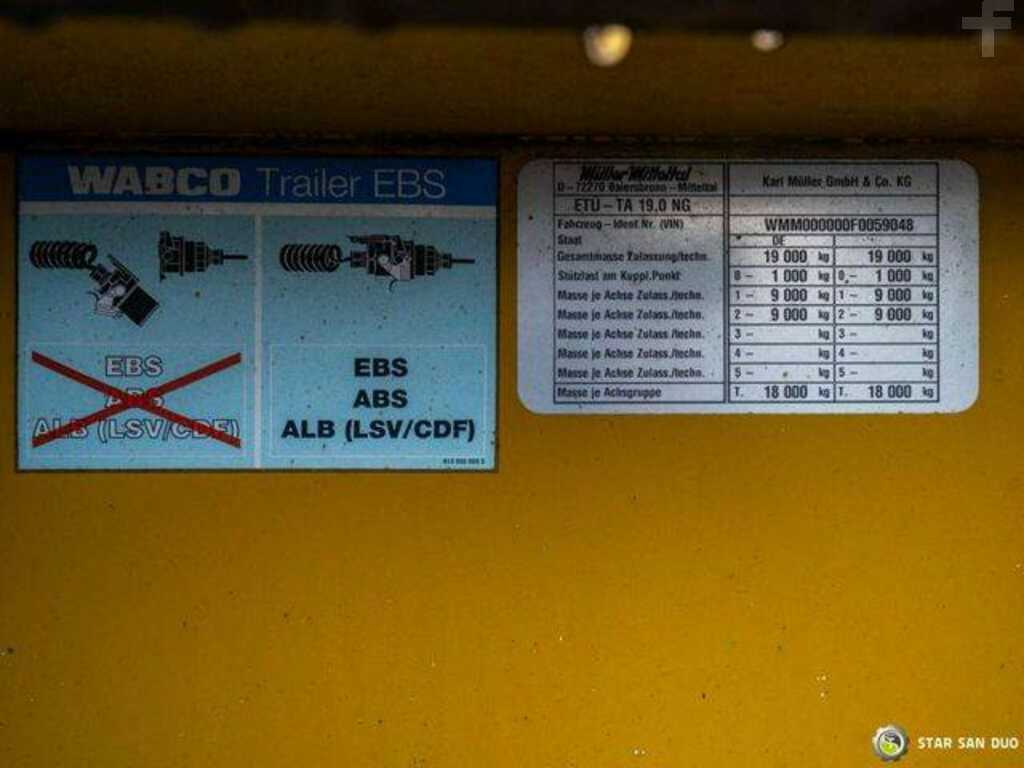 WABCO Trailer EBS
EBS
ABS
ALB (LSV/CDF)
EBS
ABS
ALB (LSV/CDF)
Müller Mitteltal
D-72270 Baiersbronn - Mitteltal
Karl Müller GmbH & Co. KG
ETÜ-TA 19.0 NG
Fahrzeug-Ident.Nr. (VIN) WMM000000F0059048
Staat DE
Gesamtmasse Zulassung/techn. 19 000 kg 19 000 kg
Stützlast am Kuppl.Punkt 0- 1 000 kg 0- 1 000 kg
Masse je Achse Zulass./techn. 1- 9 000 kg 1- 9 000 kg
Masse je Achse Zulass./techn. 2- 9 000 kg 2- 9 000 kg
Masse je Achse Zulass./techn. 3- kg 3- kg
Masse je Achse Zulass./techn. 4- kg 4- kg
Masse je Achse Zulass./techn. 5- kg 5- kg
Masse je Achsgruppe T. 18 000 kg T. 18 000 kg
f
STAR SAN DUO